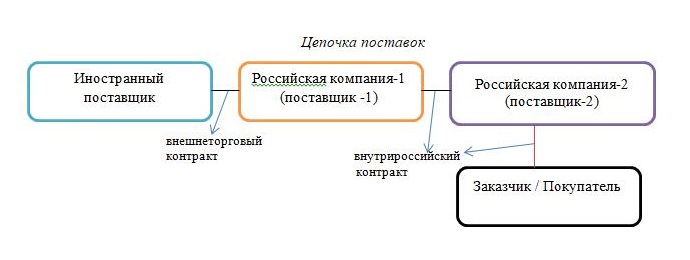 Цепочка поставок
Иностранный
поставщик
Российская компания-1
(поставщик -1)
Российская компания-2
(поставщик-2)
внешнеторговый
контракт
внутрироссийский
контракт
Заказчик / Покупатель